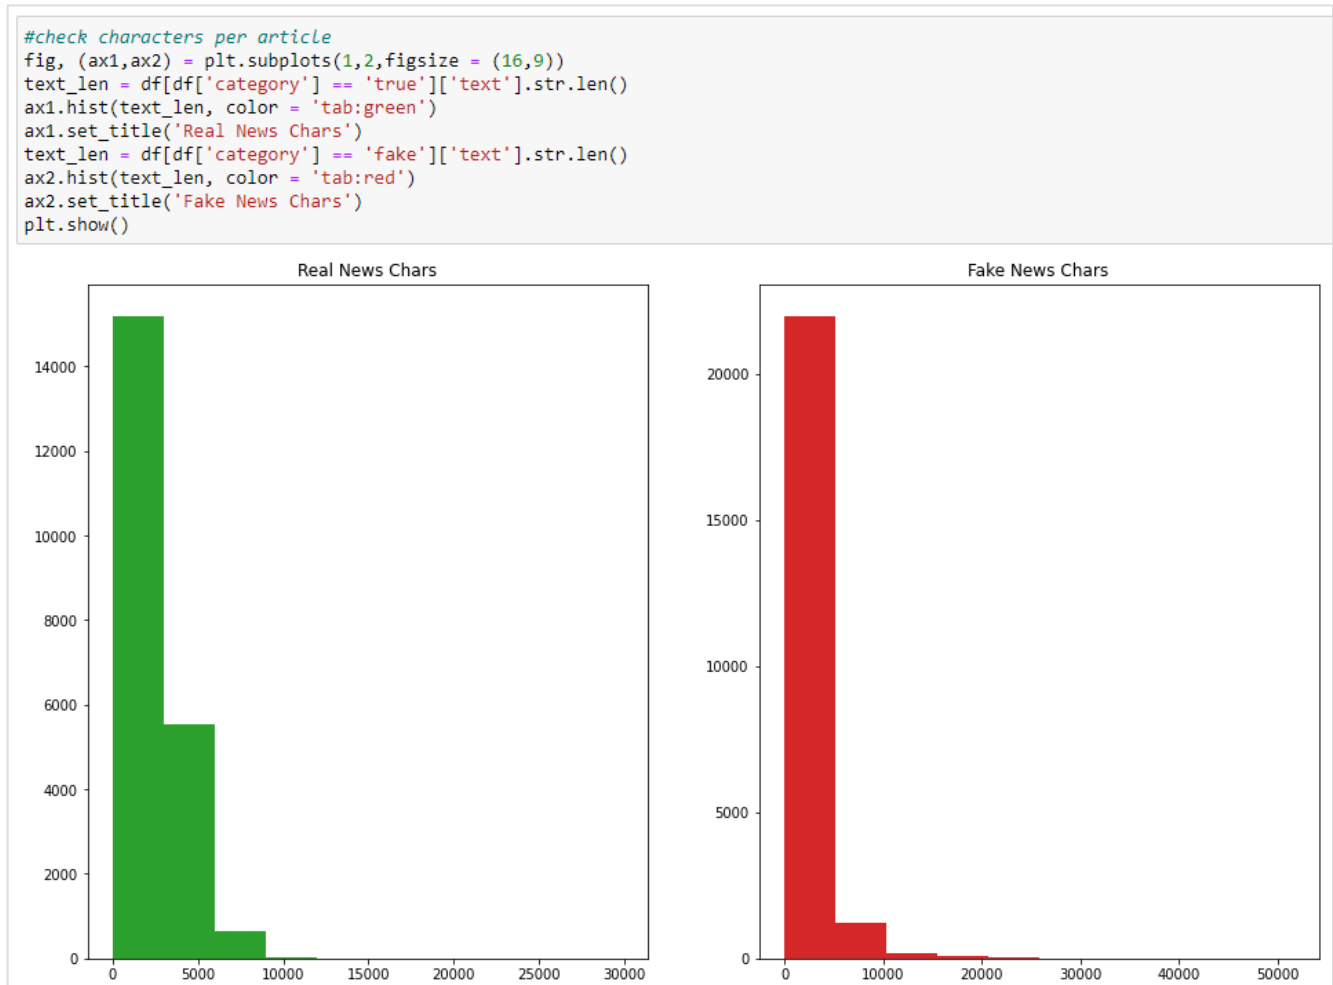 #check characters per article
fig, (ax1,ax2) = plt.subplots(1,2,figsize = (16,9))
text_len = df[df['category'] == 'true']['text'].str.len()
ax1.hist(text_len, color = 'tab:green')
ax1.set_title('Real News Chars')
text_len = df[df['category'] == 'fake']['text'].str.len()
ax2.hist(text_len, color = 'tab:red')
ax2.set_title('Fake News Chars')
plt.show()
Real News Chars
14000
12000
10000
8000
6000
4000
2000
0
0 5000 10000 15000 20000 25000 30000
Fake News Chars
20000
15000
10000
5000
0
0 10000 20000 30000 40000 50000